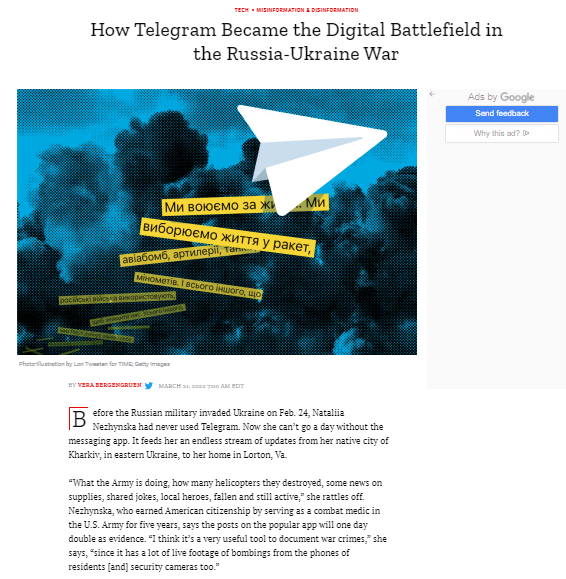 TECH • MISINFORMATION & DISINFORMATION
How Telegram Became the Digital Battlefield in
the Russia-Ukraine War
Ads by Google
Send feedback
Why this ad?
Ми воюємо за Ми
виборюємо життя у ракет,
авіабомб, артилерії,
мінометів. І всього іншого, що
російські війська використовують,
Photo-Illustration by Lon Tweeten for TIME; Getty Images
BY VERA BERGENGRUEN MARCH 21, 2022 7:00 AM EDT
Before the Russian military invaded Ukraine on Feb. 24, Nataliia
Nezhynska had never used Telegram. Now she can't go a day without the
messaging app. It feeds her an endless stream of updates from her native city of
Kharkiv, in eastern Ukraine, to her home in Lorton, Va.
“What the Army is doing, how many helicopters they destroyed, some news on
supplies, shared jokes, local heroes, fallen and still active,” she rattles off.
Nezhynska, who earned American citizenship by serving as a combat medic in
the U.S. Army for five years, says the posts on the popular app will one day
double as evidence. “I think it's a very useful tool to document war crimes,” she
says, “since it has a lot of live footage of bombings from the phones of
residents [and] security cameras too.”